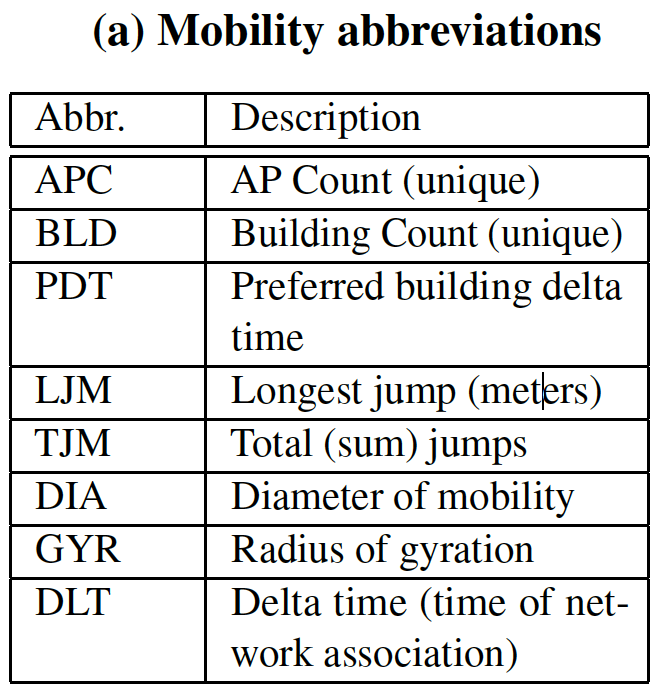 (a) Mobility abbreviations
Abbr. Description
APC AP Count (unique)
BLD Building Count (unique)
PDT Preferred building delta
time
LJM Longest jump (meters)
TJM Total (sum) jumps
DIA Diameter of mobility
GYR Radius of gyration
DLT Delta time (time of net-
work association)